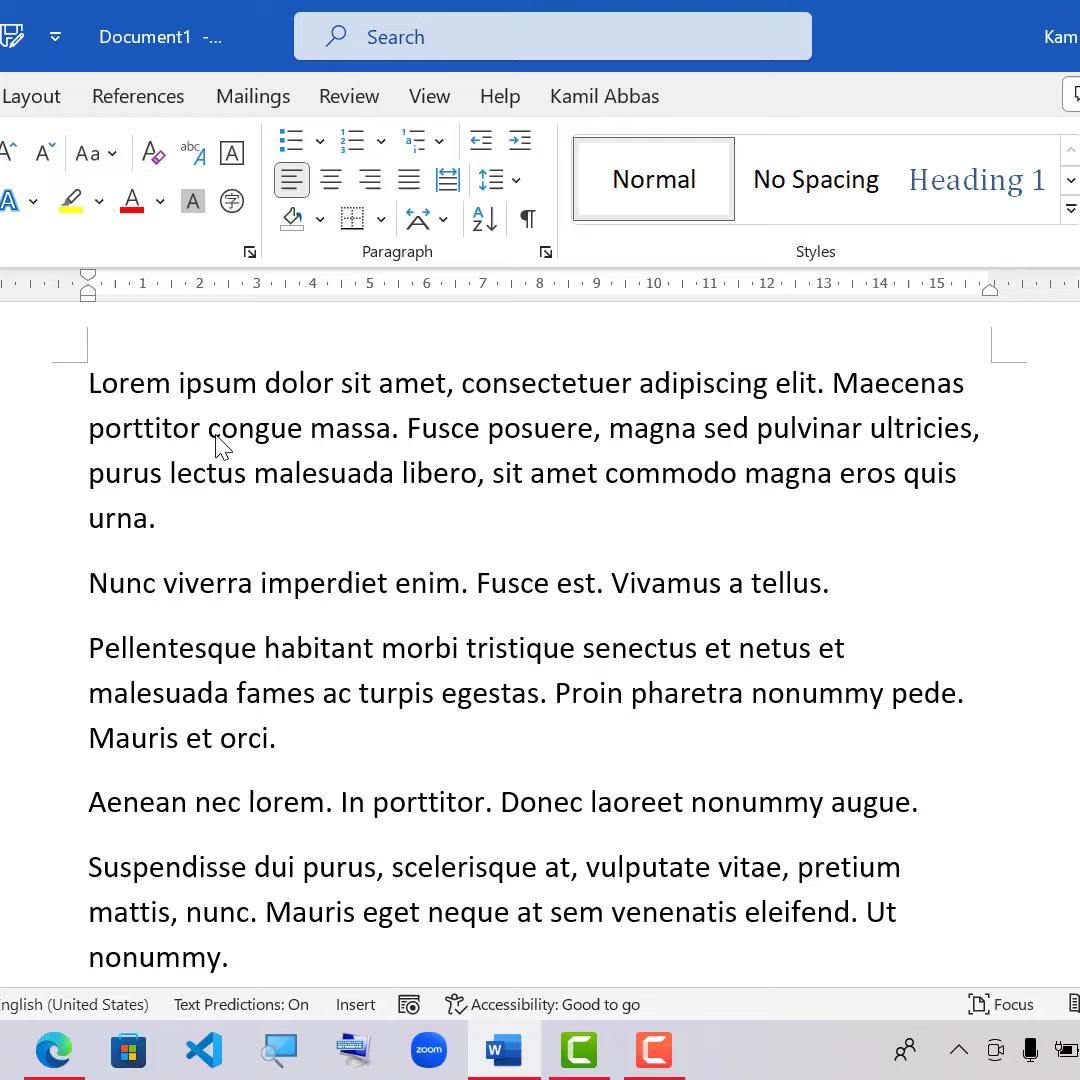 Document1 -...
Search
Kam
Layout References Mailings Review View Help Kamil Abbas
Aa
abc
A
A
A
A
A
字
A
Z
¶
Normal
No Spacing
Heading 1
Paragraph
Styles
1 2 3 4 5 6 7 8 9 10 11 12 13 14 15
Lorem ipsum dolor sit amet, consectetuer adipiscing elit. Maecenas
porttitor congue massa. Fusce posuere, magna sed pulvinar ultricies,
purus lectus malesuada libero, sit amet commodo magna eros quis
urna.
Nunc viverra imperdiet enim. Fusce est. Vivamus a tellus.
Pellentesque habitant morbi tristique senectus et netus et
malesuada fames ac turpis egestas. Proin pharetra nonummy pede.
Mauris et orci.
Aenean nec lorem. In porttitor. Donec laoreet nonummy augue.
Suspendisse dui purus, scelerisque at, vulputate vitae, pretium
mattis, nunc. Mauris eget neque at sem venenatis eleifend. Ut
nonummy.
nglish (United States) Text Predictions: On Insert Accessibility: Good to go Focus
zoom
W